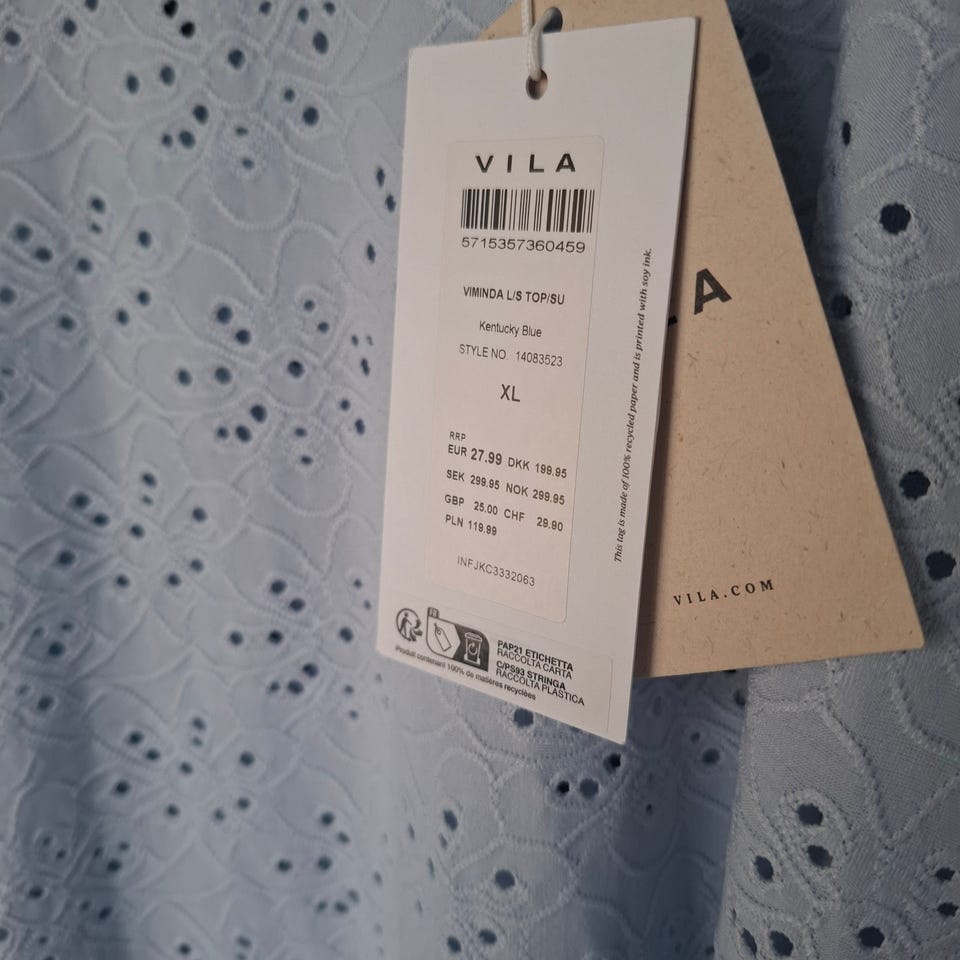 VILA
5715357360459
VIMINDA L/S TOP/SU
Kentucky Blue
STYLE NO. 14083523
XL
RRP
EUR 27.99 DKK 199.95
SEK 299.95 NOK 299.95
GBP 25.00 CHF 29.90
PLN 119.99
INFJKC3332063
This tag is made of 100% recycled paper and is printed with soy ink.
FR
PAP21 ETICHETTA
RACCOLTA CARTA
C/PS93 STRINGA
RACCOLTA PLASTICA
Produit contenant 100% de matières recyclées
LA
VILA.COM